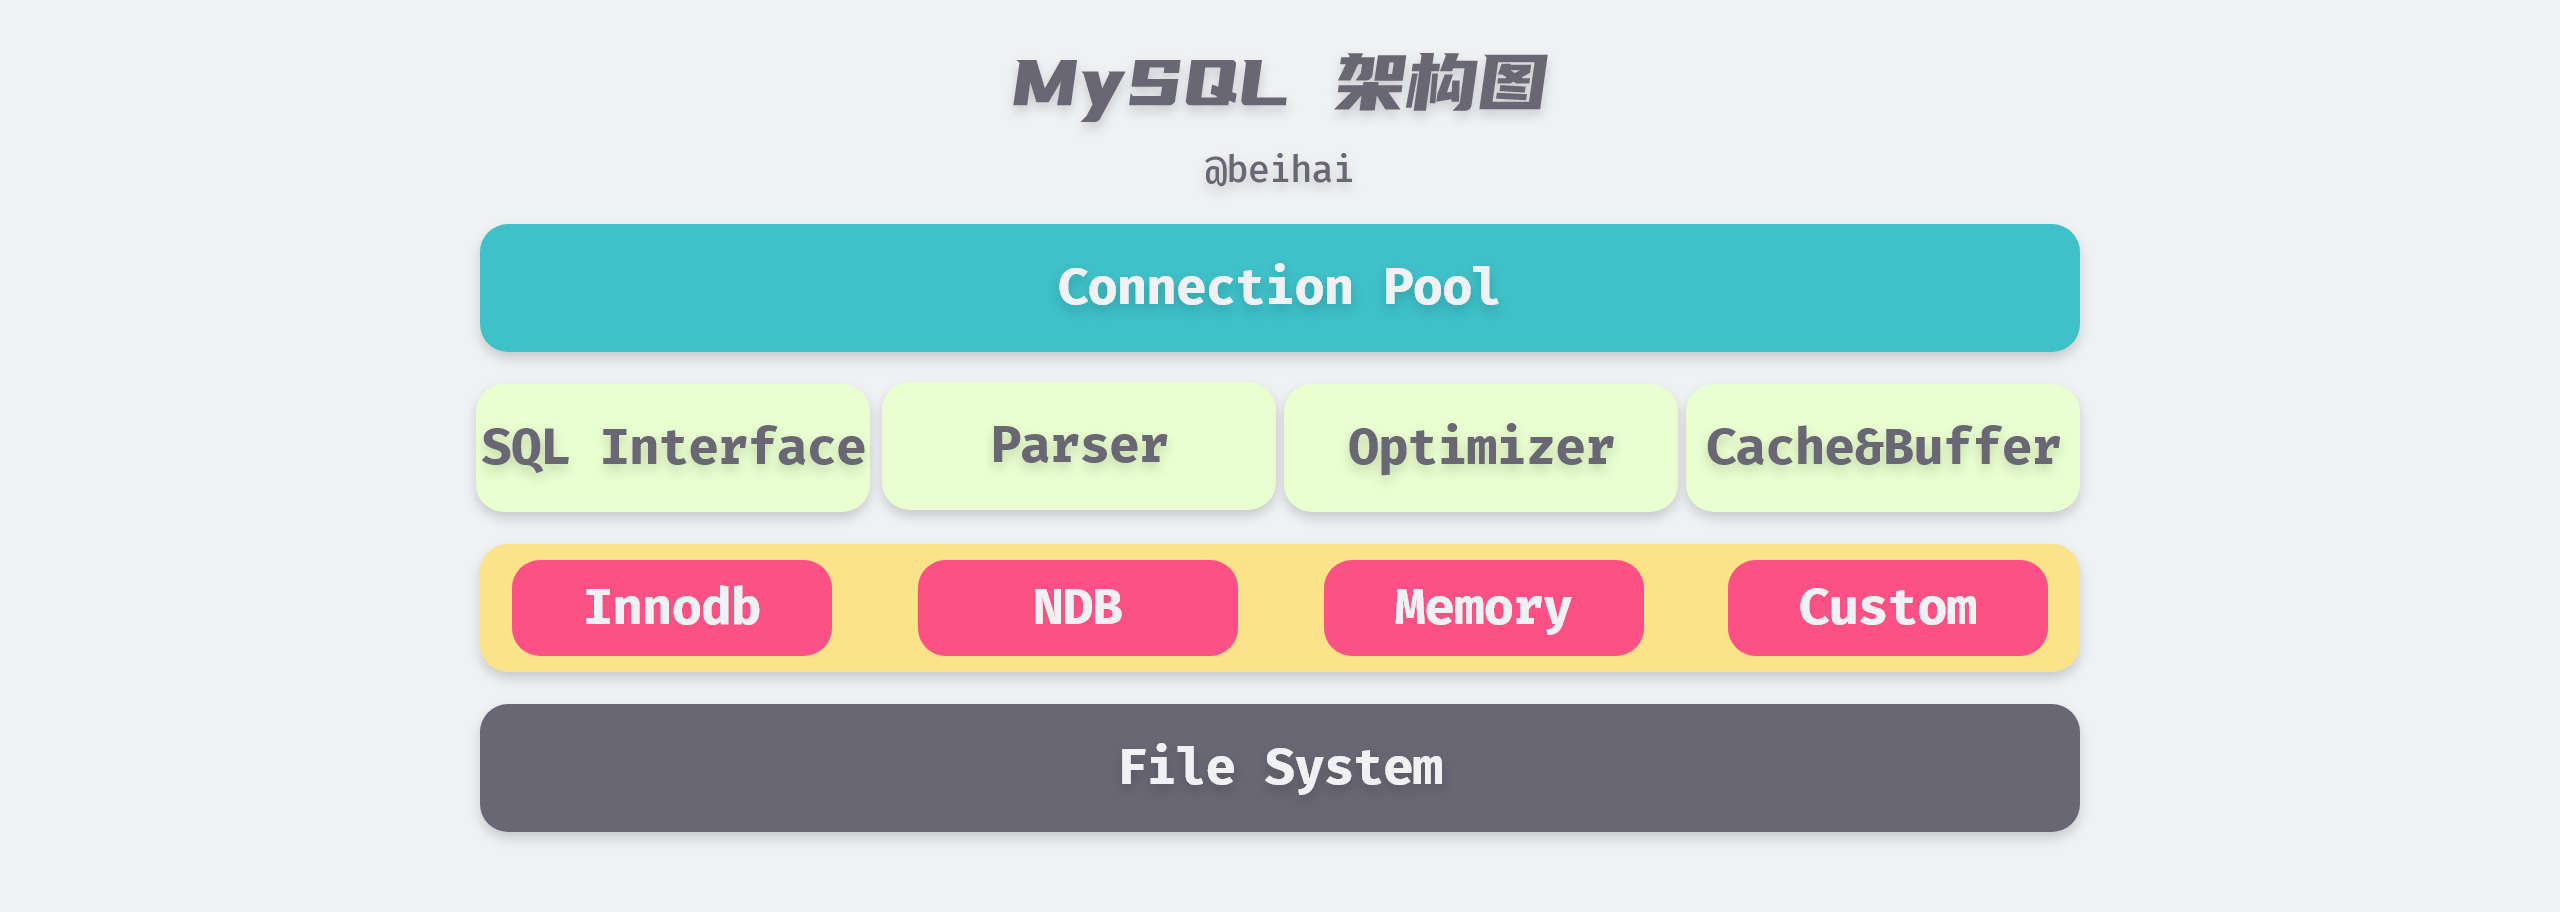 MySQL 架构图
@beihai
Connection Pool
SQL Interface Parser Optimizer Cache&Buffer
Innodb NDB Memory Custom
File System